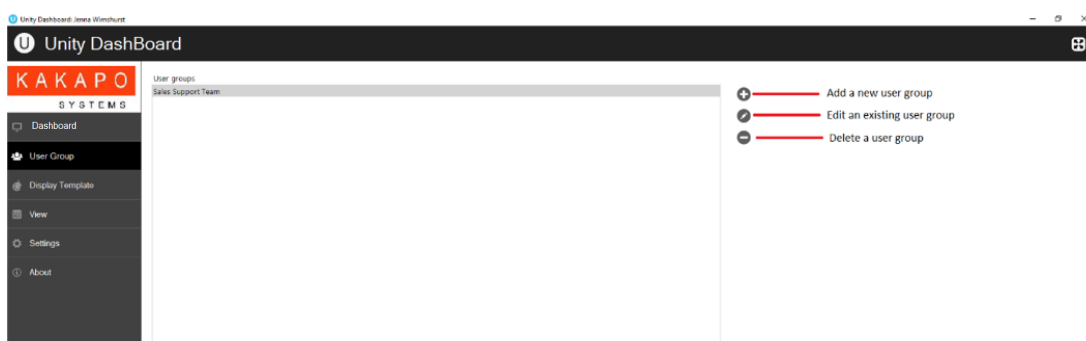 Unity Dashboard: Jenna Wimshurst
U Unity DashBoard
KAKAPO
SYSTEMS
User groups
Sales Support Team
Add a new user group
Edit an existing user group
Delete a user group
Dashboard
User Group
Display Template
View
Settings
About